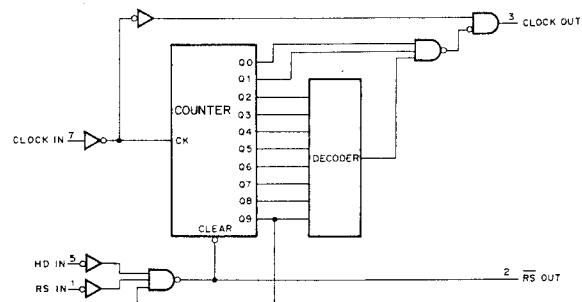 3 CLOCK OUT
Q0
Q1
Q2
COUNTER
Q3
Q4
CLOCK IN 7
CK
Q5
DECODER
Q6
Q7
Q8
Q9
CLEAR
HD IN 5
2 R̅S̅ OUT
RS IN 1